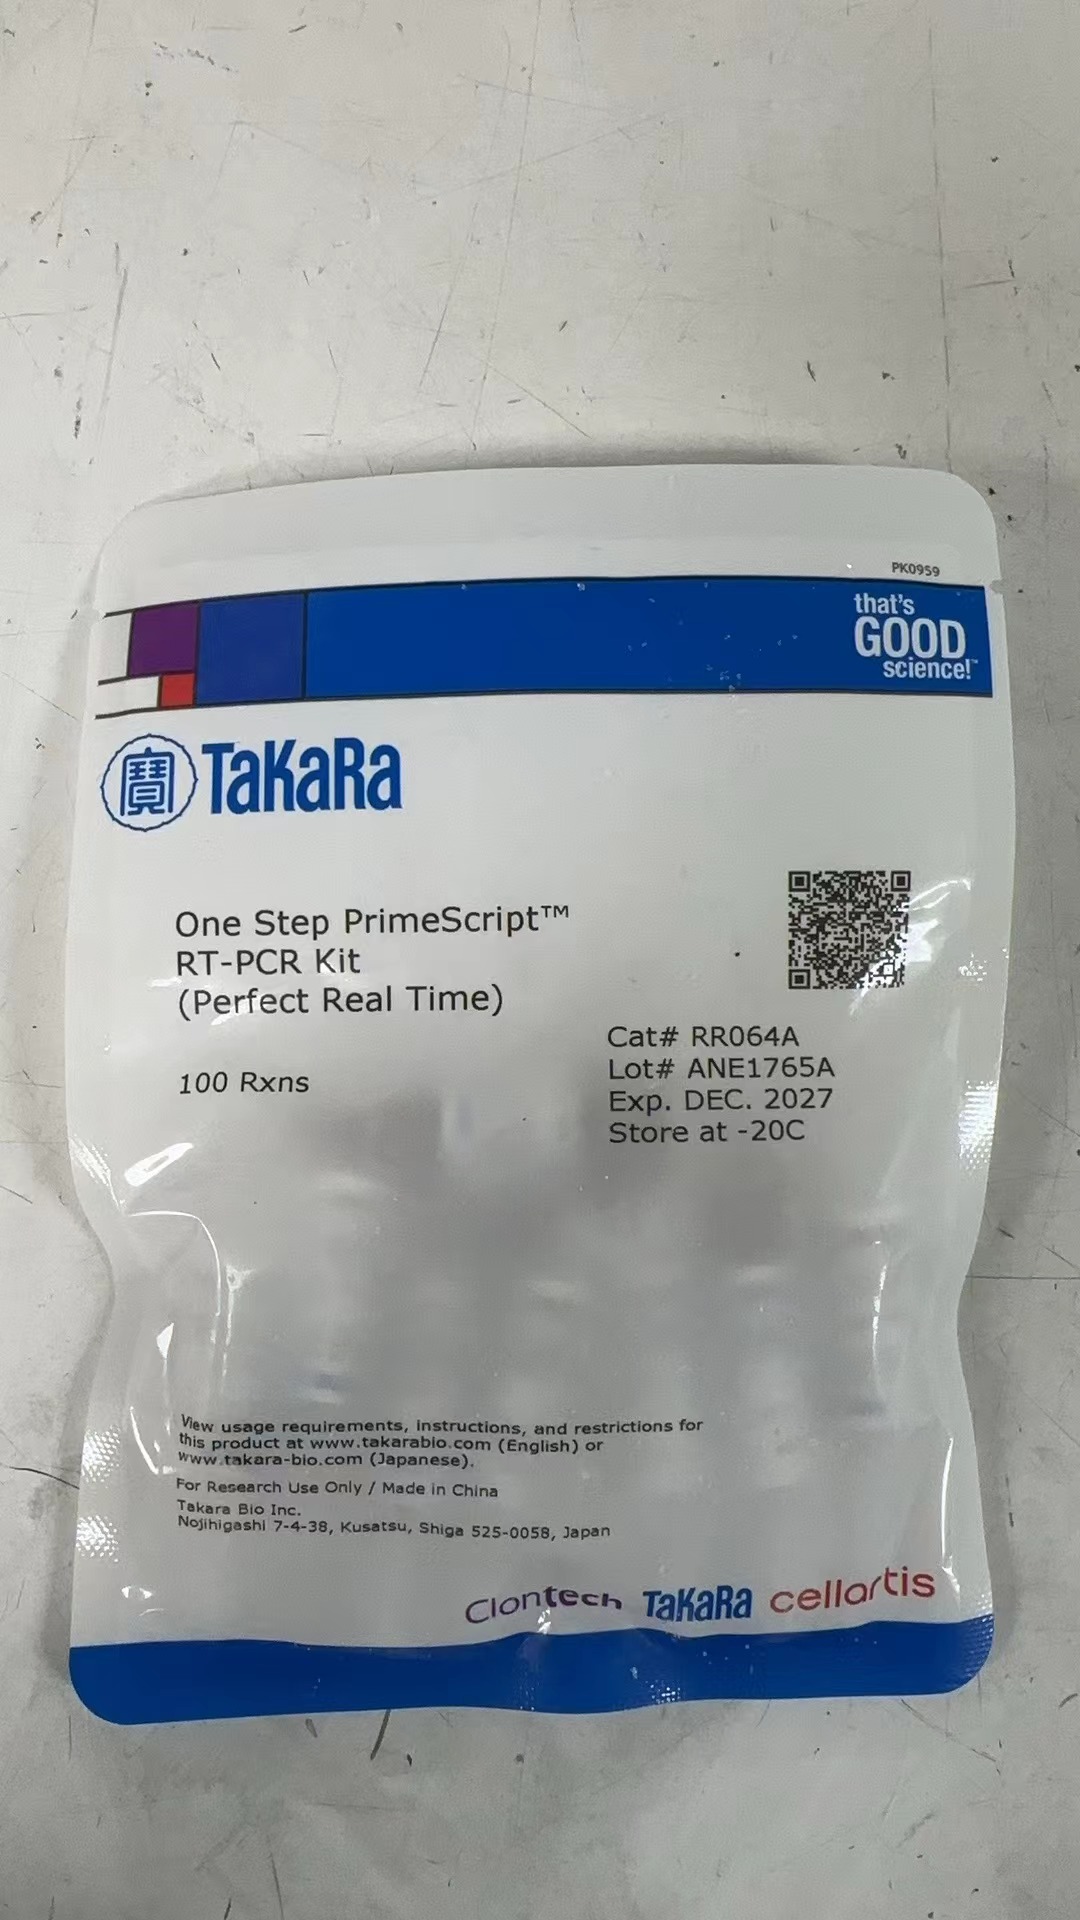 PK0959
that's
GOOD
science!™
寶 TaKaRa
One Step PrimeScript™
RT-PCR Kit
(Perfect Real Time)
100 Rxns
Cat# RR064A
Lot# ANE1765A
Exp. DEC. 2027
Store at -20C
View usage requirements, instructions, and restrictions for
this product at www.takarabio.com (English) or
www.takara-bio.com (Japanese).
For Research Use Only / Made in China
Takara Bio Inc.
Nojihigashi 7-4-38, Kusatsu, Shiga 525-0058, Japan
Clontech TaKaRa cellartis